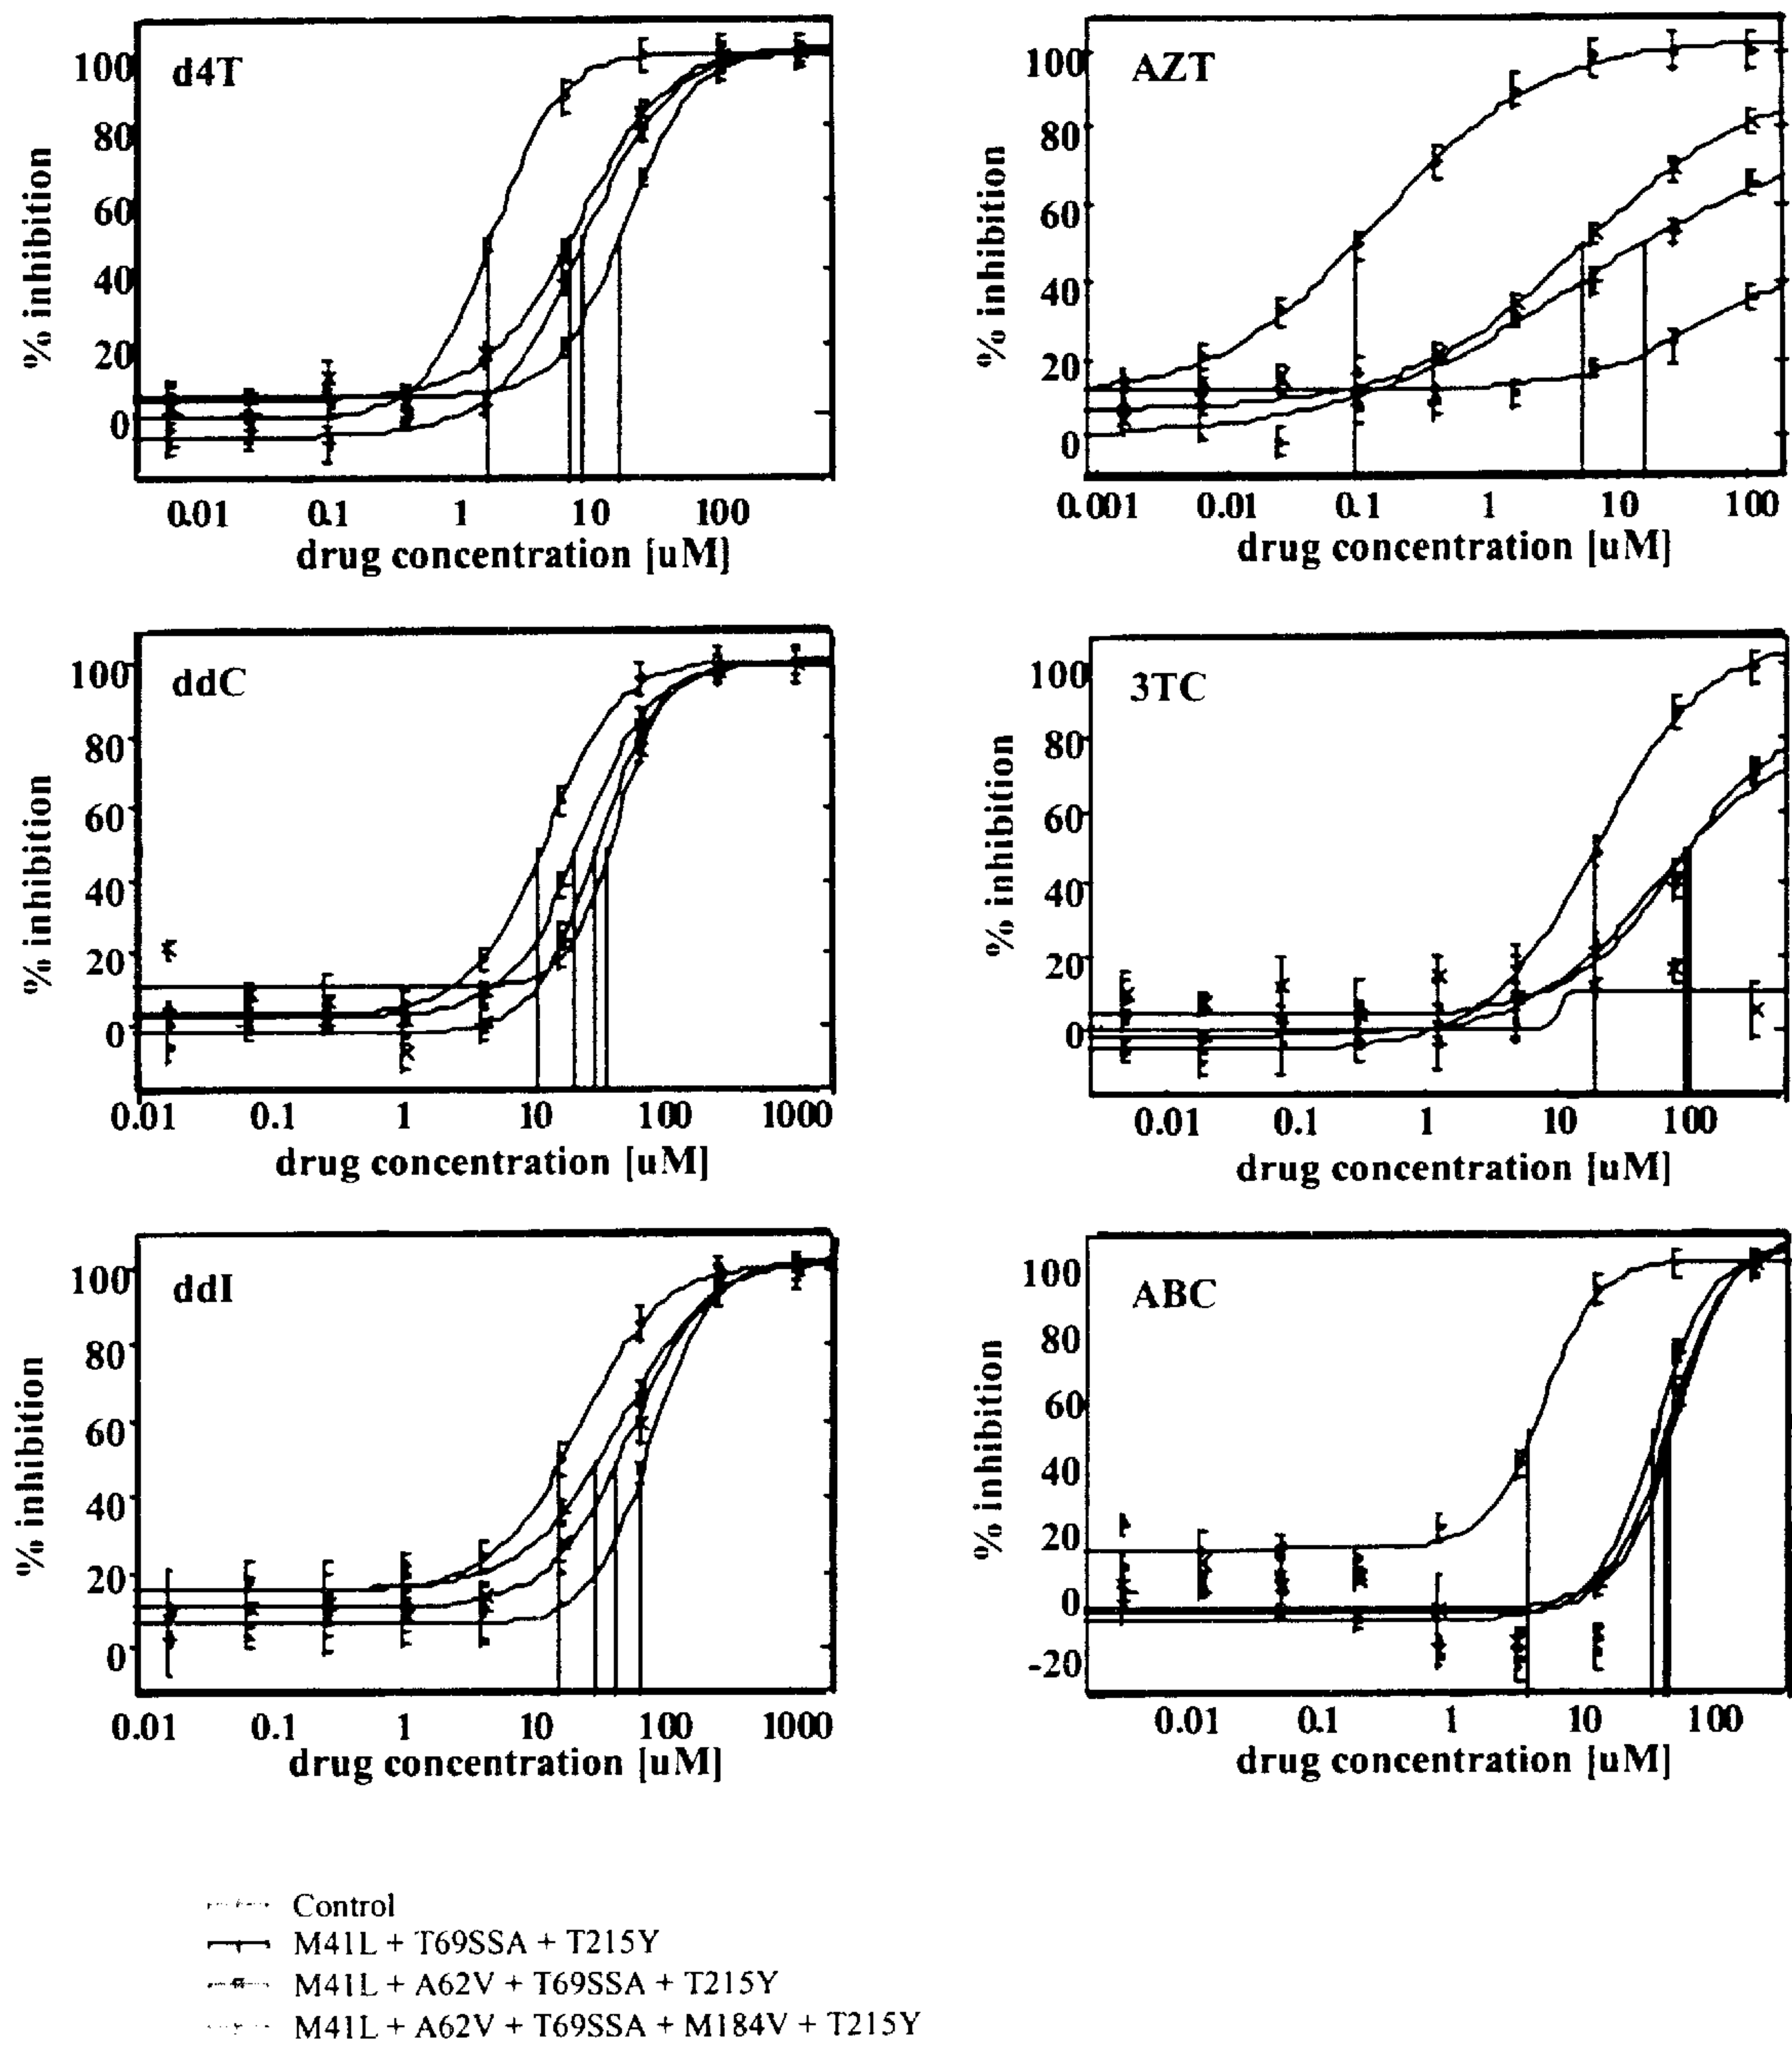 d4T
100
80
60
40
20
0
% inhibition
0.01 0.1 1 10 100
drug concentration [uM]
AZT
100
80
60
40
20
0
% inhibition
0.001 0.01 0.1 1 10 100
drug concentration [uM]
ddC
100
80
60
40
20
0
% inhibition
0.01 0.1 1 10 100 1000
drug concentration [uM]
3TC
100
80
60
40
20
0
% inhibition
0.01 0.1 1 10 100
drug concentration [uM]
ddI
100
80
60
40
20
0
% inhibition
0.01 0.1 1 10 100 1000
drug concentration [uM]
ABC
100
80
60
40
20
0
-20
% inhibition
0.01 0.1 1 10 100
drug concentration [uM]
Control
M41L + T69SSA + T215Y
M41L + A62V + T69SSA + T215Y
M41L + A62V + T69SSA + M184V + T215Y